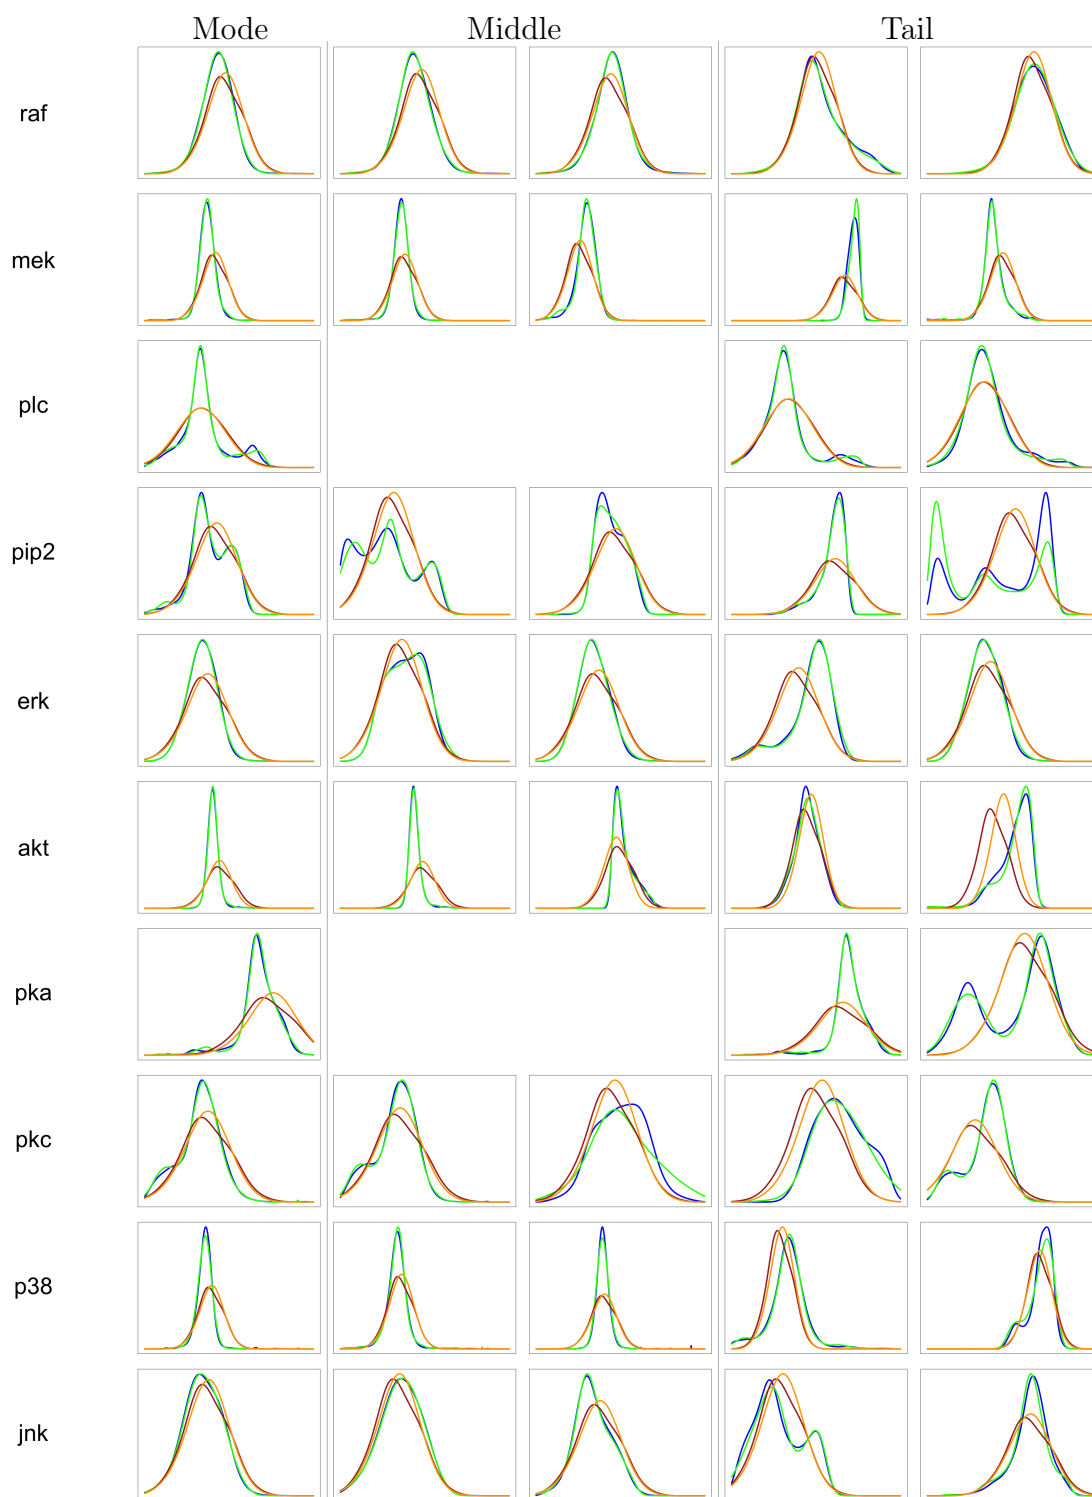 Mode Middle Tail
raf
mek
plc
pip2
erk
akt
pka
pkc
p38
jnk